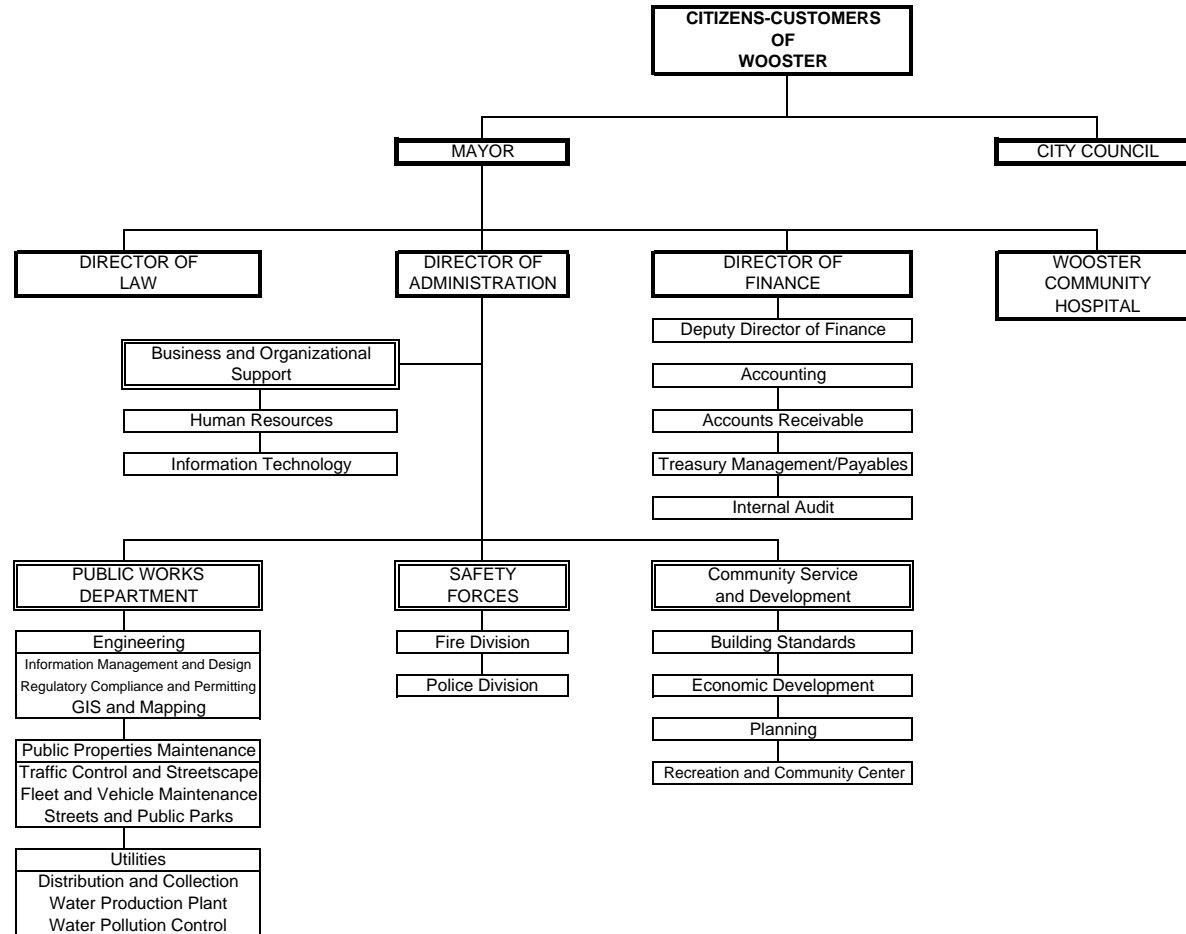 CITIZENS-CUSTOMERS
OF
WOOSTER
MAYOR
CITY COUNCIL
DIRECTOR OF
LAW
DIRECTOR OF
ADMINISTRATION
DIRECTOR OF
FINANCE
WOOSTER
COMMUNITY
HOSPITAL
Deputy Director of Finance
Business and Organizational
Support
Accounting
Human Resources
Accounts Receivable
Information Technology
Treasury Management/Payables
Internal Audit
PUBLIC WORKS
DEPARTMENT
SAFETY
FORCES
Community Service
and Development
Engineering
Information Management and Design
Regulatory Compliance and Permitting
GIS and Mapping
Fire Division
Police Division
Building Standards
Economic Development
Planning
Recreation and Community Center
Public Properties Maintenance
Traffic Control and Streetscape
Fleet and Vehicle Maintenance
Streets and Public Parks
Utilities
Distribution and Collection
Water Production Plant
Water Pollution Control